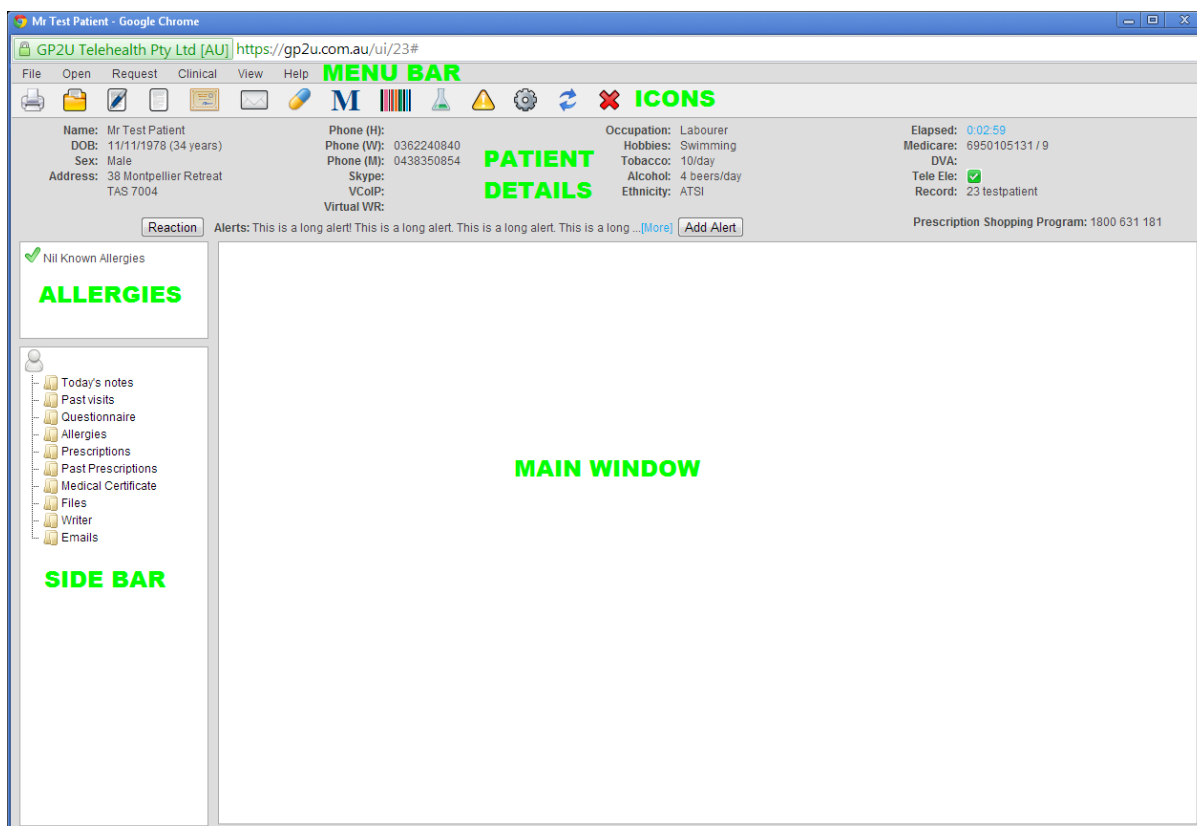 Mr Test Patient - Google Chrome
GP2U Telehealth Pty Ltd [AU] https://gp2u.com.au/ui/23#
File Open Request Clinical View Help MENU BAR
M ICONS
Name: Mr Test Patient Phone (H): Occupation: Labourer Elapsed: 0:02:59
DOB: 11/11/1978 (34 years) Phone (W): 0362240840 Hobbies: Swimming Medicare: 6950105131 / 9
Sex: Male Phone (M): 0438350854 PATIENT Tobacco: 10/day DVA:
Address: 38 Montpellier Retreat Skype: Alcohol: 4 beers/day Tele Ele:
TAS 7004 VCoIP: DETAILS Ethnicity: ATSI Record: 23 testpatient
Virtual WR:
Reaction Alerts: This is a long alert! This is a long alert. This is a long alert. This is a long ...[More] Add Alert Prescription Shopping Program: 1800 631 181
Nil Known Allergies
ALLERGIES
Today's notes
Past visits
Questionnaire
Allergies
Prescriptions
Past Prescriptions
Medical Certificate
Files
Writer
Emails
MAIN WINDOW
SIDE BAR